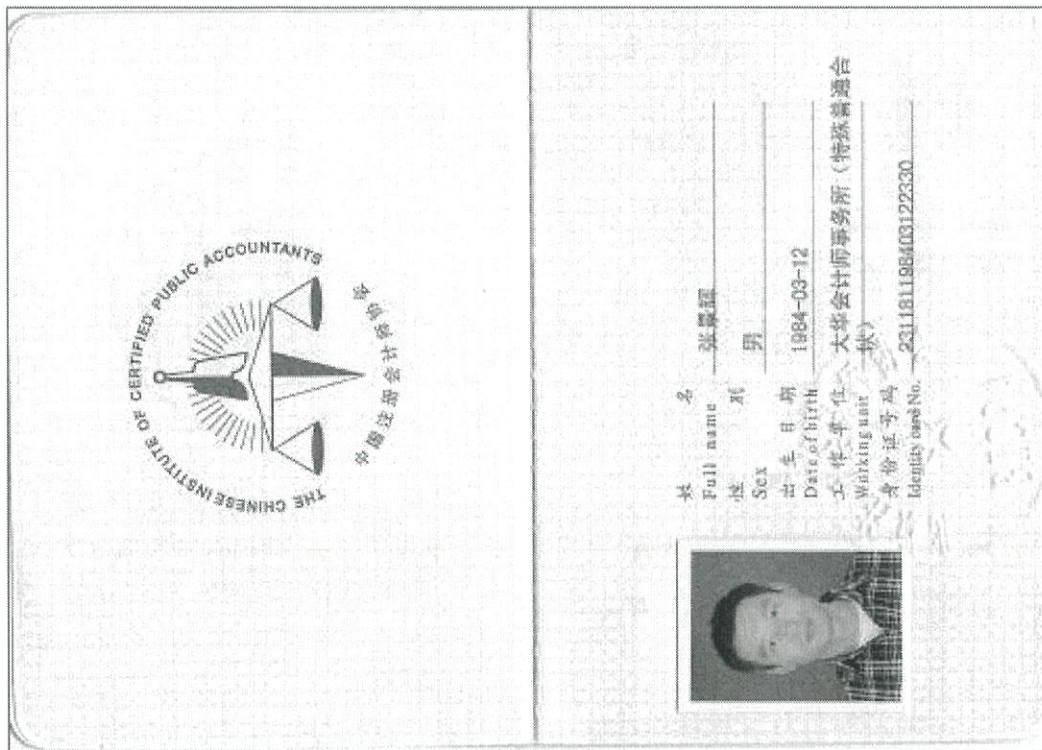 THE CHINESE INSTITUTE OF CERTIFIED PUBLIC ACCOUNTANTS
中国注册会计师协会
姓 名
Full name
性 别 男
Sex
出 生 日 期 1984-03-12
Date of birth
工 作 单 位 大华会计师事务所（特殊普通合
Working unit 伙）
身 份 证 号 码 231181198403122330
Identity card No.